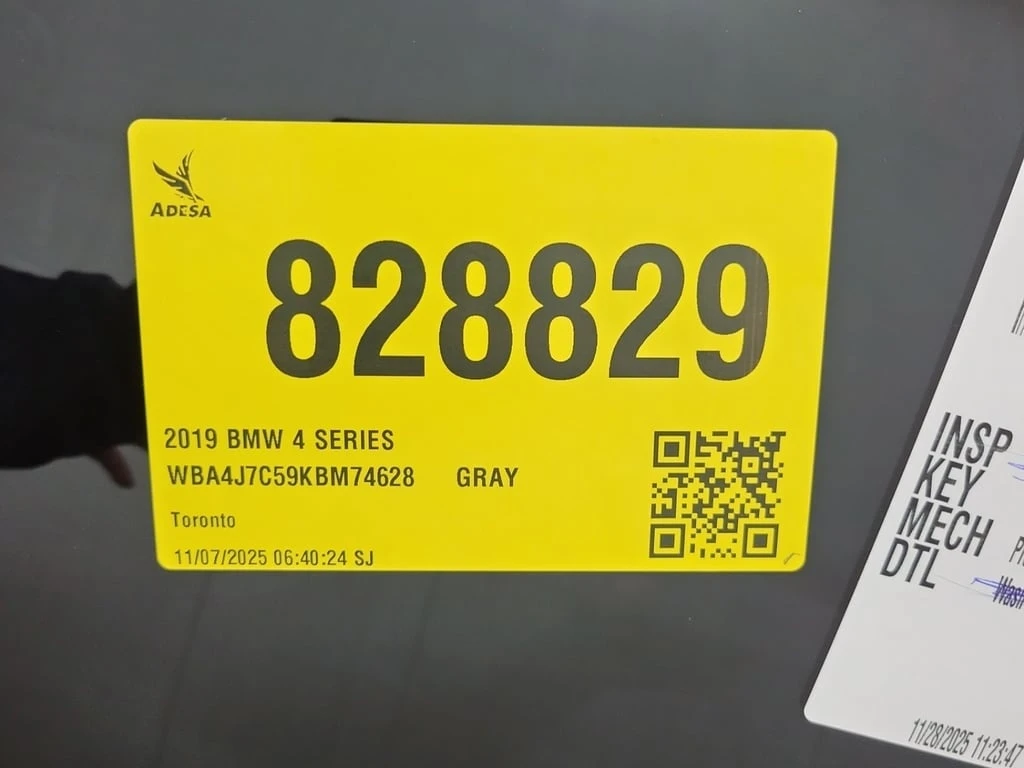 ADESA
828829
2019 BMW 4 SERIES
WBA4J7C59KBM74628 GRAY
Toronto
11/07/2025 06:40:24 SJ
INSP
KEY
MECH
DTL
11/28/2025 11:23:47